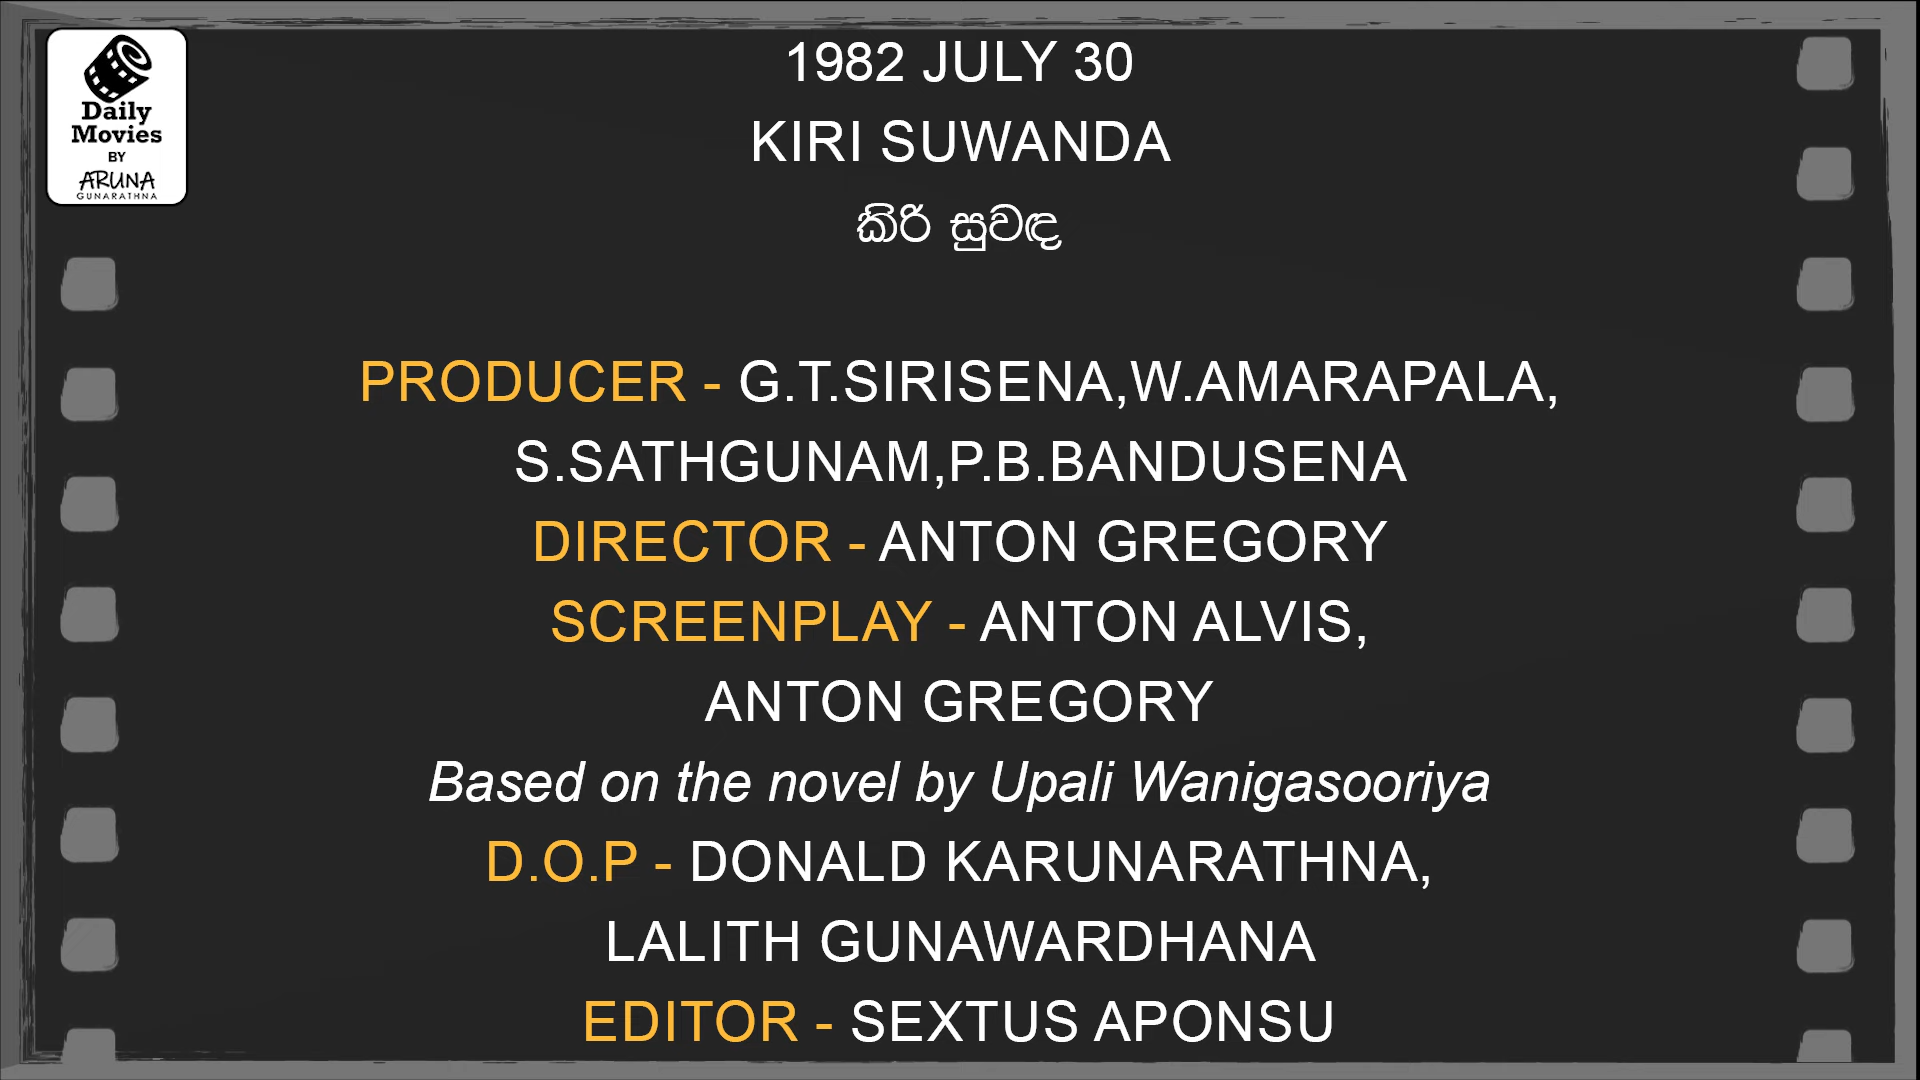 Daily
Movies
BY
ARUNA
GUNARATHNA
1982 JULY 30
KIRI SUWANDA
කිරි සුවඳ
PRODUCER - G.T.SIRISENA,W.AMARAPALA,
S.SATHGUNAM,P.B.BANDUSENA
DIRECTOR - ANTON GREGORY
SCREENPLAY - ANTON ALVIS,
ANTON GREGORY
Based on the novel by Upali Wanigasooriya
D.O.P - DONALD KARUNARATHNA,
LALITH GUNAWARDHANA
EDITOR - SEXTUS APONSU